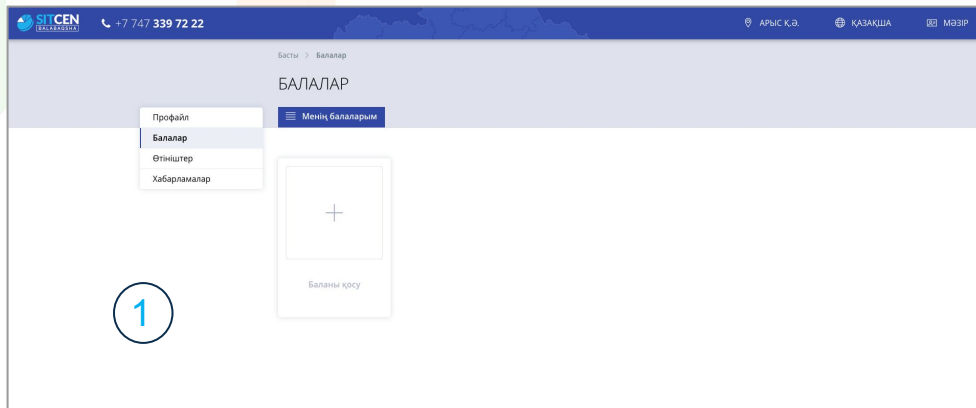 SITCEN
BALABAQSHA
+7 747 339 72 22
АРЫС Қ.Ә.
ҚАЗАҚША
МӘЗІР
Басты > Балалар
БАЛАЛАР
Менің балаларым
Профайл
Балалар
Өтініштер
Хабарламалар
Баланы қосу
1